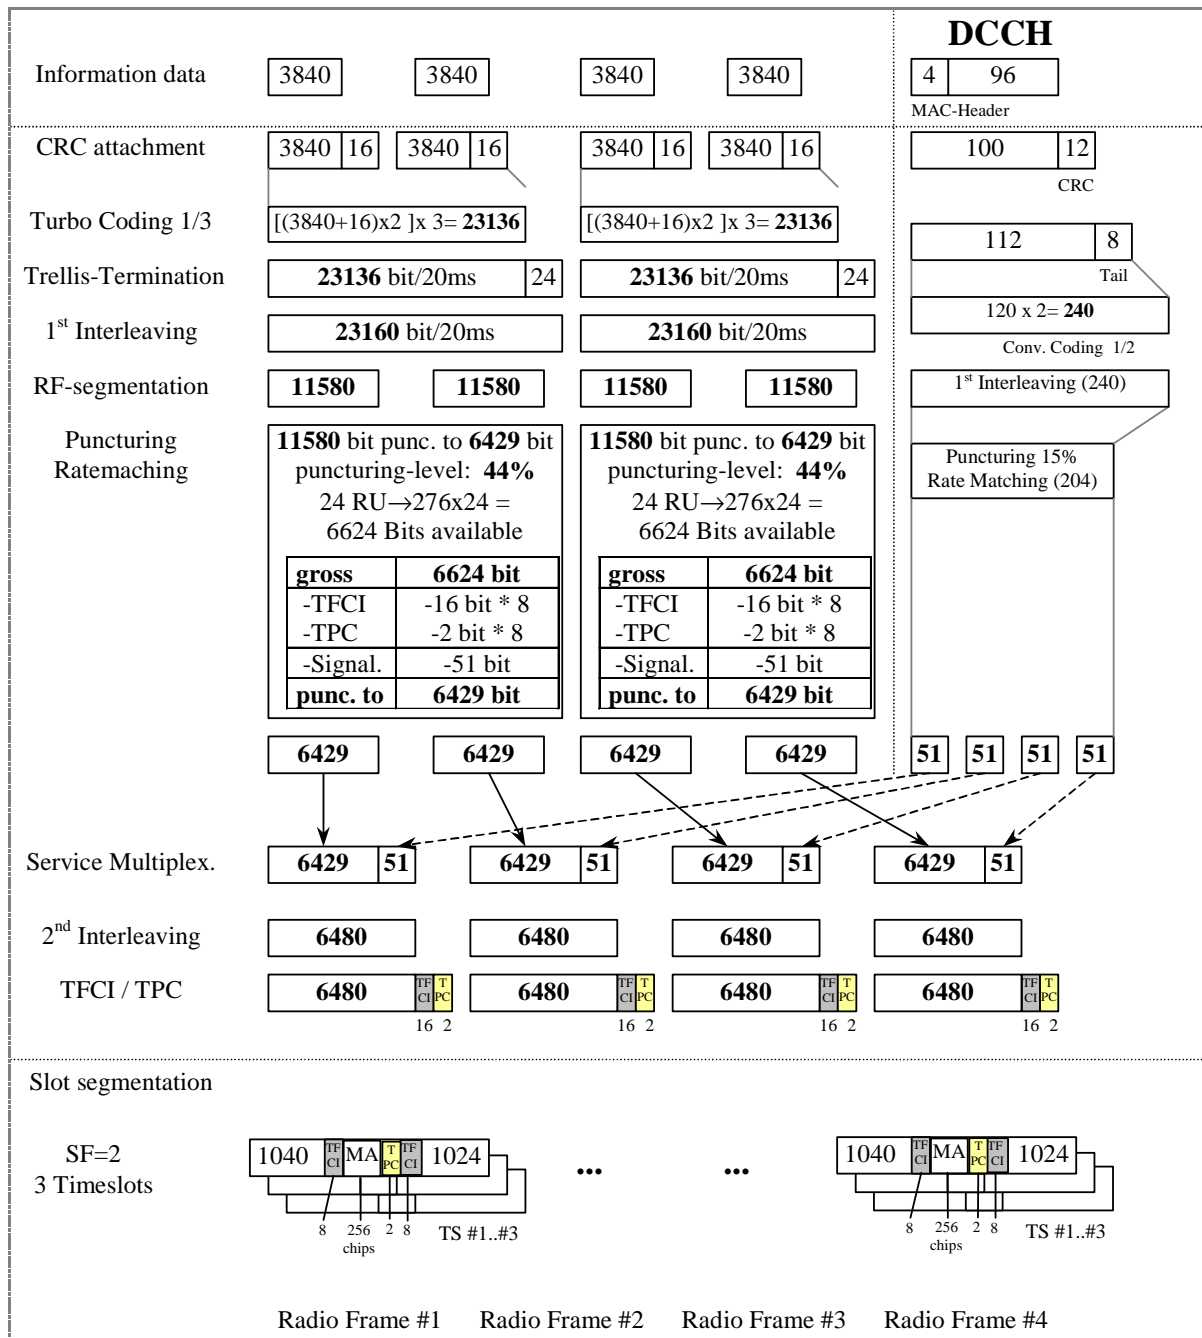 DCCH
Information data 3840 3840 3840 3840 4 96
MAC-Header
CRC attachment 3840 16 3840 16 3840 16 3840 16 100 12
CRC
Turbo Coding 1/3 [(3840+16)x2 ]x 3= 23136 [(3840+16)x2 ]x 3= 23136
112 8
Trellis-Termination 23136 bit/20ms 24 23136 bit/20ms 24
Tail
120 x 2= 240
1st Interleaving 23160 bit/20ms 23160 bit/20ms
Conv. Coding 1/2
RF-segmentation 11580 11580 11580 11580 1st Interleaving (240)
Puncturing
Ratemaching
11580 bit punc. to 6429 bit
puncturing-level: 44%
24 RU→276x24 =
6624 Bits available
gross 6624 bit
-TFCI -16 bit * 8
-TPC -2 bit * 8
-Signal. -51 bit
punc. to 6429 bit
11580 bit punc. to 6429 bit
puncturing-level: 44%
24 RU→276x24 =
6624 Bits available
gross 6624 bit
-TFCI -16 bit * 8
-TPC -2 bit * 8
-Signal. -51 bit
punc. to 6429 bit
Puncturing 15%
Rate Matching (204)
6429 6429 6429 6429 51 51 51 51
Service Multiplex. 6429 51 6429 51 6429 51 6429 51
2nd Interleaving 6480 6480 6480 6480
TFCI / TPC 6480 TF CI T PC 6480 TF CI T PC 6480 TF CI T PC 6480 TF CI T PC
16 2 16 2 16 2 16 2
Slot segmentation
SF=2
3 Timeslots
1040 TF CI MA T PC TF CI 1024 ... ... 1040 TF CI MA T PC TF CI 1024
8 256 2 8 TS #1..#3 8 256 2 8 TS #1..#3
chips chips
Radio Frame #1 Radio Frame #2 Radio Frame #3 Radio Frame #4